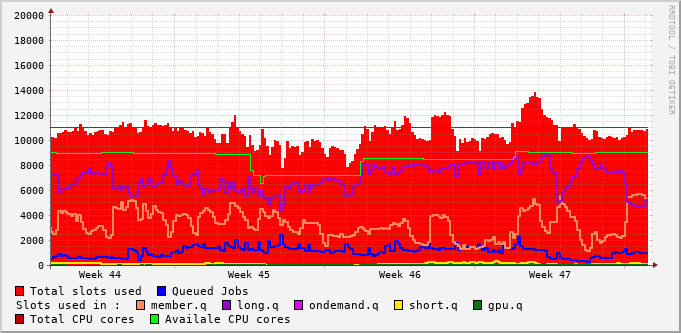 20000
18000
16000
14000
12000
10000
8000
6000
4000
2000
0
Week 44 Week 45 Week 46 Week 47
RRDTOOL / TOBI OETIKER
Total slots used Queued Jobs
Slots used in : member.q long.q ondemand.q short.q gpu.q
Total CPU cores Availale CPU cores